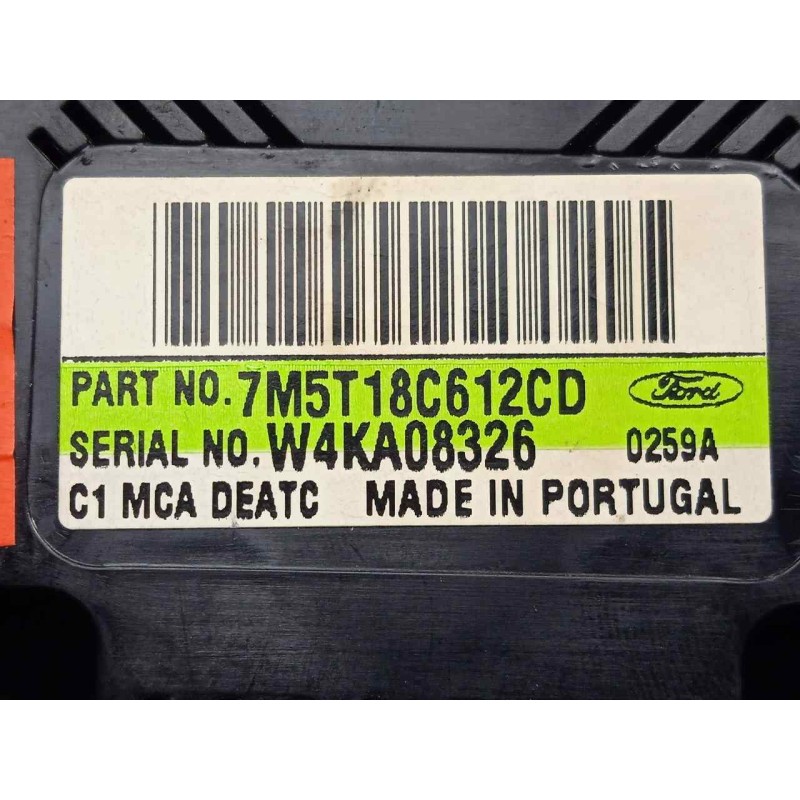 PART NO. 7M5T18C612CD Ford
SERIAL NO. W4KA08326 0259A
C1 MCA DEATC MADE IN PORTUGAL